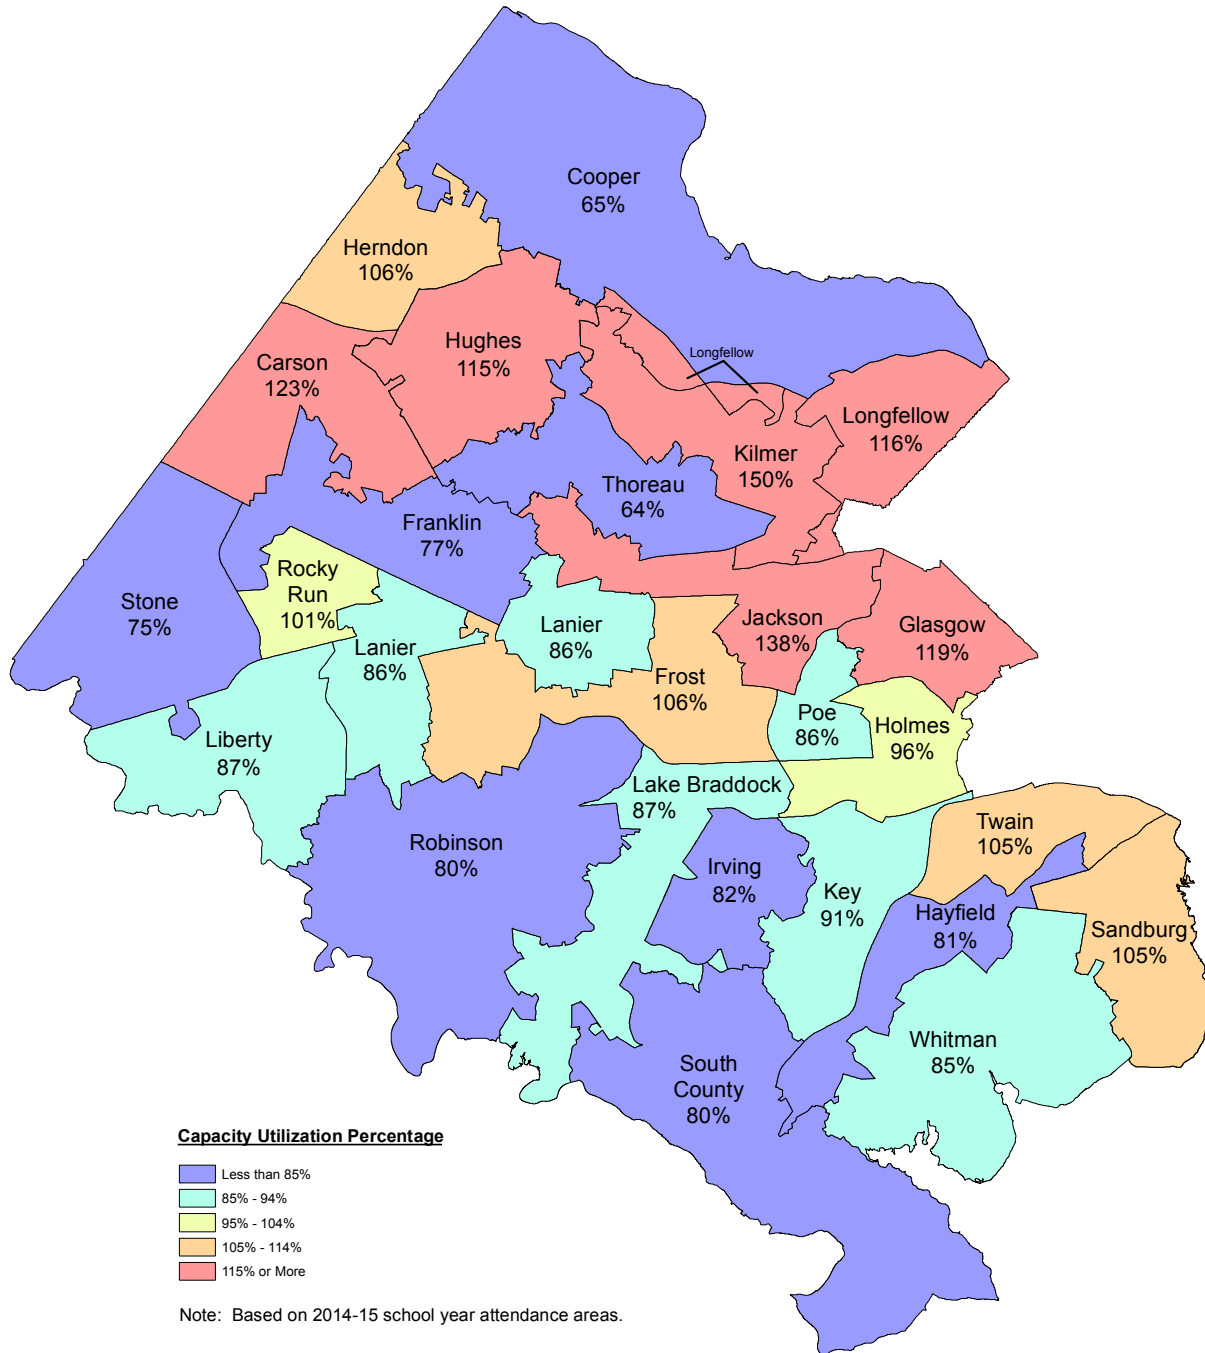 Cooper
65%
Herndon
106%
Hughes
115%
Longfellow
Carson
123%
Longfellow
116%
Kilmer
150%
Thoreau
64%
Franklin
77%
Rocky
Run
101%
Stone
75%
Lanier
86%
Lanier
86%
Jackson
138%
Glasgow
119%
Frost
106%
Poe
86%
Holmes
96%
Liberty
87%
Lake Braddock
87%
Twain
105%
Robinson
80%
Irving
82%
Key
91%
Hayfield
81%
Sandburg
105%
Whitman
85%
South
County
80%
Capacity Utilization Percentage
Less than 85%
85% - 94%
95% - 104%
105% - 114%
115% or More
Note: Based on 2014-15 school year attendance areas.